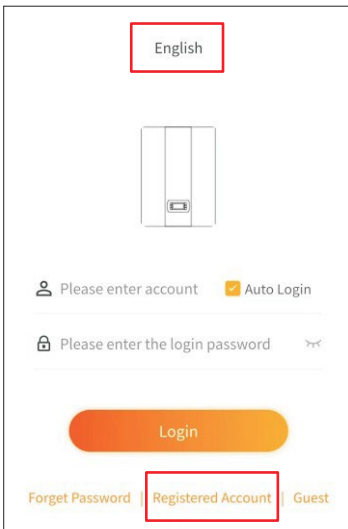 English
Please enter account Auto Login
Please enter the login password
Login
Forget Password | Registered Account | Guest